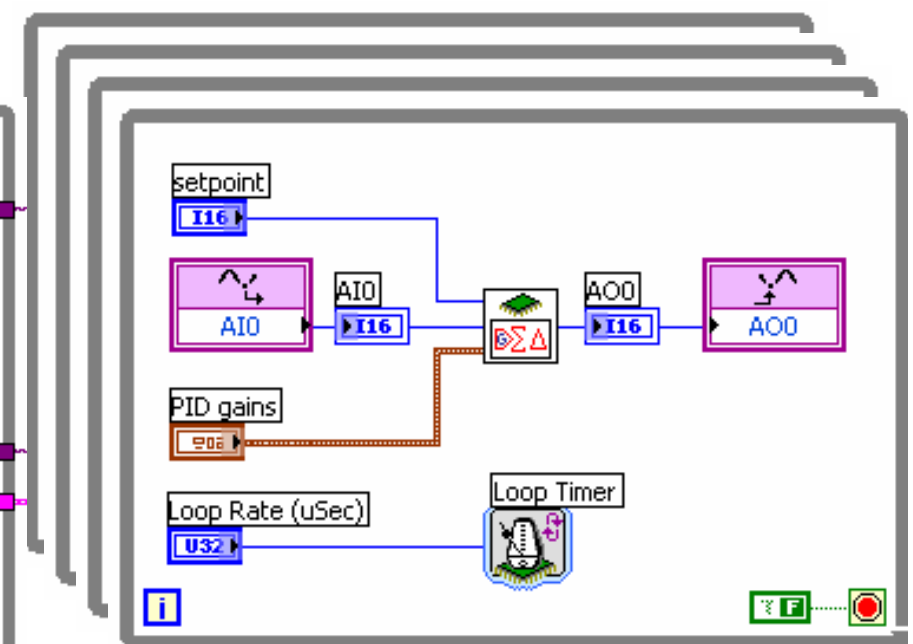 setpoint
I16
AI0
AI0
I16
AO0
I16
AO0
PID gains
Loop Rate (uSec)
U32
Loop Timer
i
F